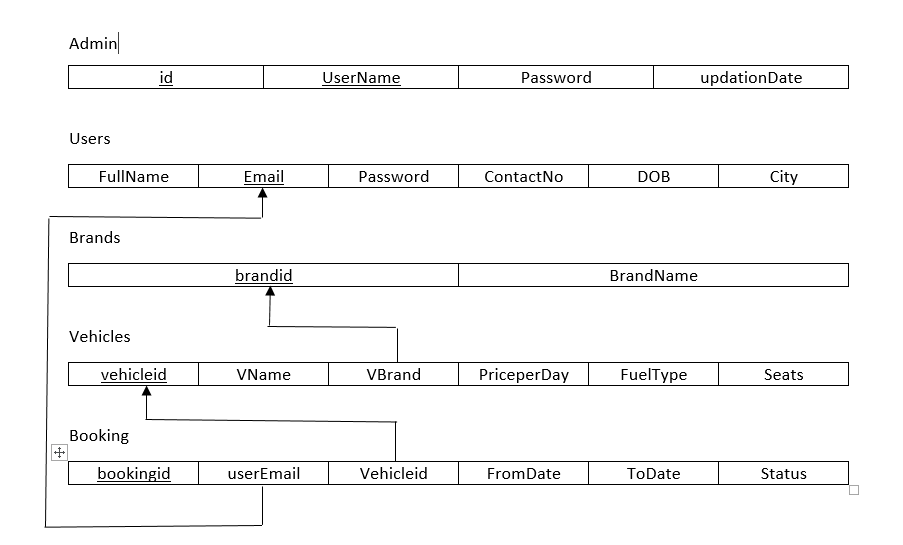 Admin
id UserName Password updationDate
Users
FullName Email Password ContactNo DOB City
Brands
brandid BrandName
Vehicles
vehicleid VName VBrand PriceperDay FuelType Seats
Booking
bookingid userEmail Vehicleid FromDate ToDate Status